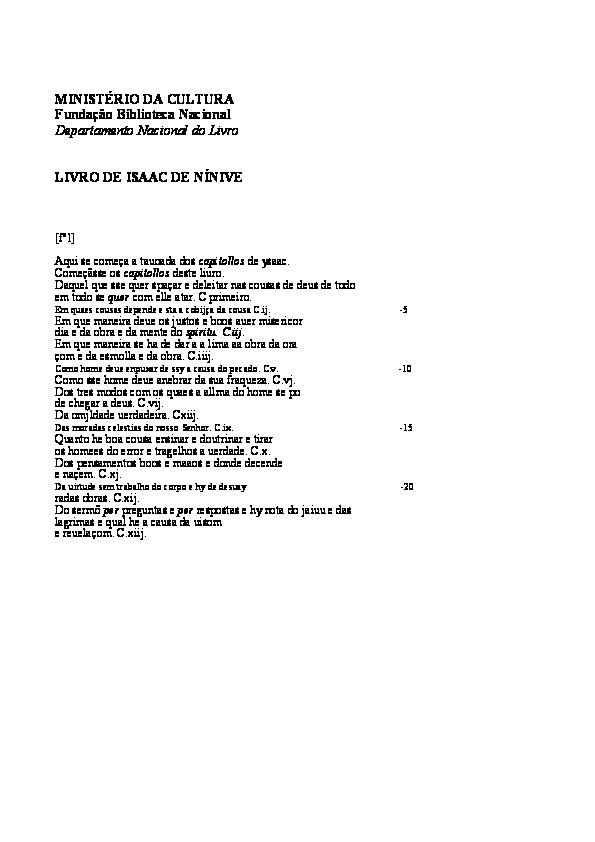 MINISTÉRIO DA CULTURA
Fundação Biblioteca Nacional
Departamento Nacional do Livro
LIVRO DE ISAAC DE NÍNIVE
[fº1]
Aqui se começa a tauoada dos capitollos de ysaac.
Começãsse os capitollos deste liuro.
Daquel que sse quer spaçar e deleitar nas cousas de deus de todo
em todo se quer com elle atar. C primeiro.
Em quaes cousas depende e sta a cobijça da cousa C.ij. -5
Em que maneira deue os justos e boos auer misericor
dia e da obra e da mente do spiritu. C.iij.
Em que maneira se ha de dar a a lima aa obra da ora
çom e da esmolla e da obra. C.iiij.
Como home deue enpuxar de ssy a causa do pecado. C.v. -10
Como sse home deue anebrar da sua fraqueza. C.vj.
Dos tres modos com os quaes a allma do home se po
de chegar a deus. C.vij.
Da omjldade uerdadeira. Cxiij.
Das moradas celestias do nosso Senhor. C.ix. -15
Quanto he boa cousa ensinar e doutrinar e tirar
os homees do error e tragelhos a uerdade. C.x.
Dos pensamentos boos e maaos e donde decende
e naçem. C.xj.
Da uirtude sem trabalho do corpo e hy de desuay -20
radas obras. C.xij.
Do sermõ per preguntas e per respostas e hy nota do jaiuu e das
lagrimas e qual he a causa da uisom
e reuelaçom. C.xiij.